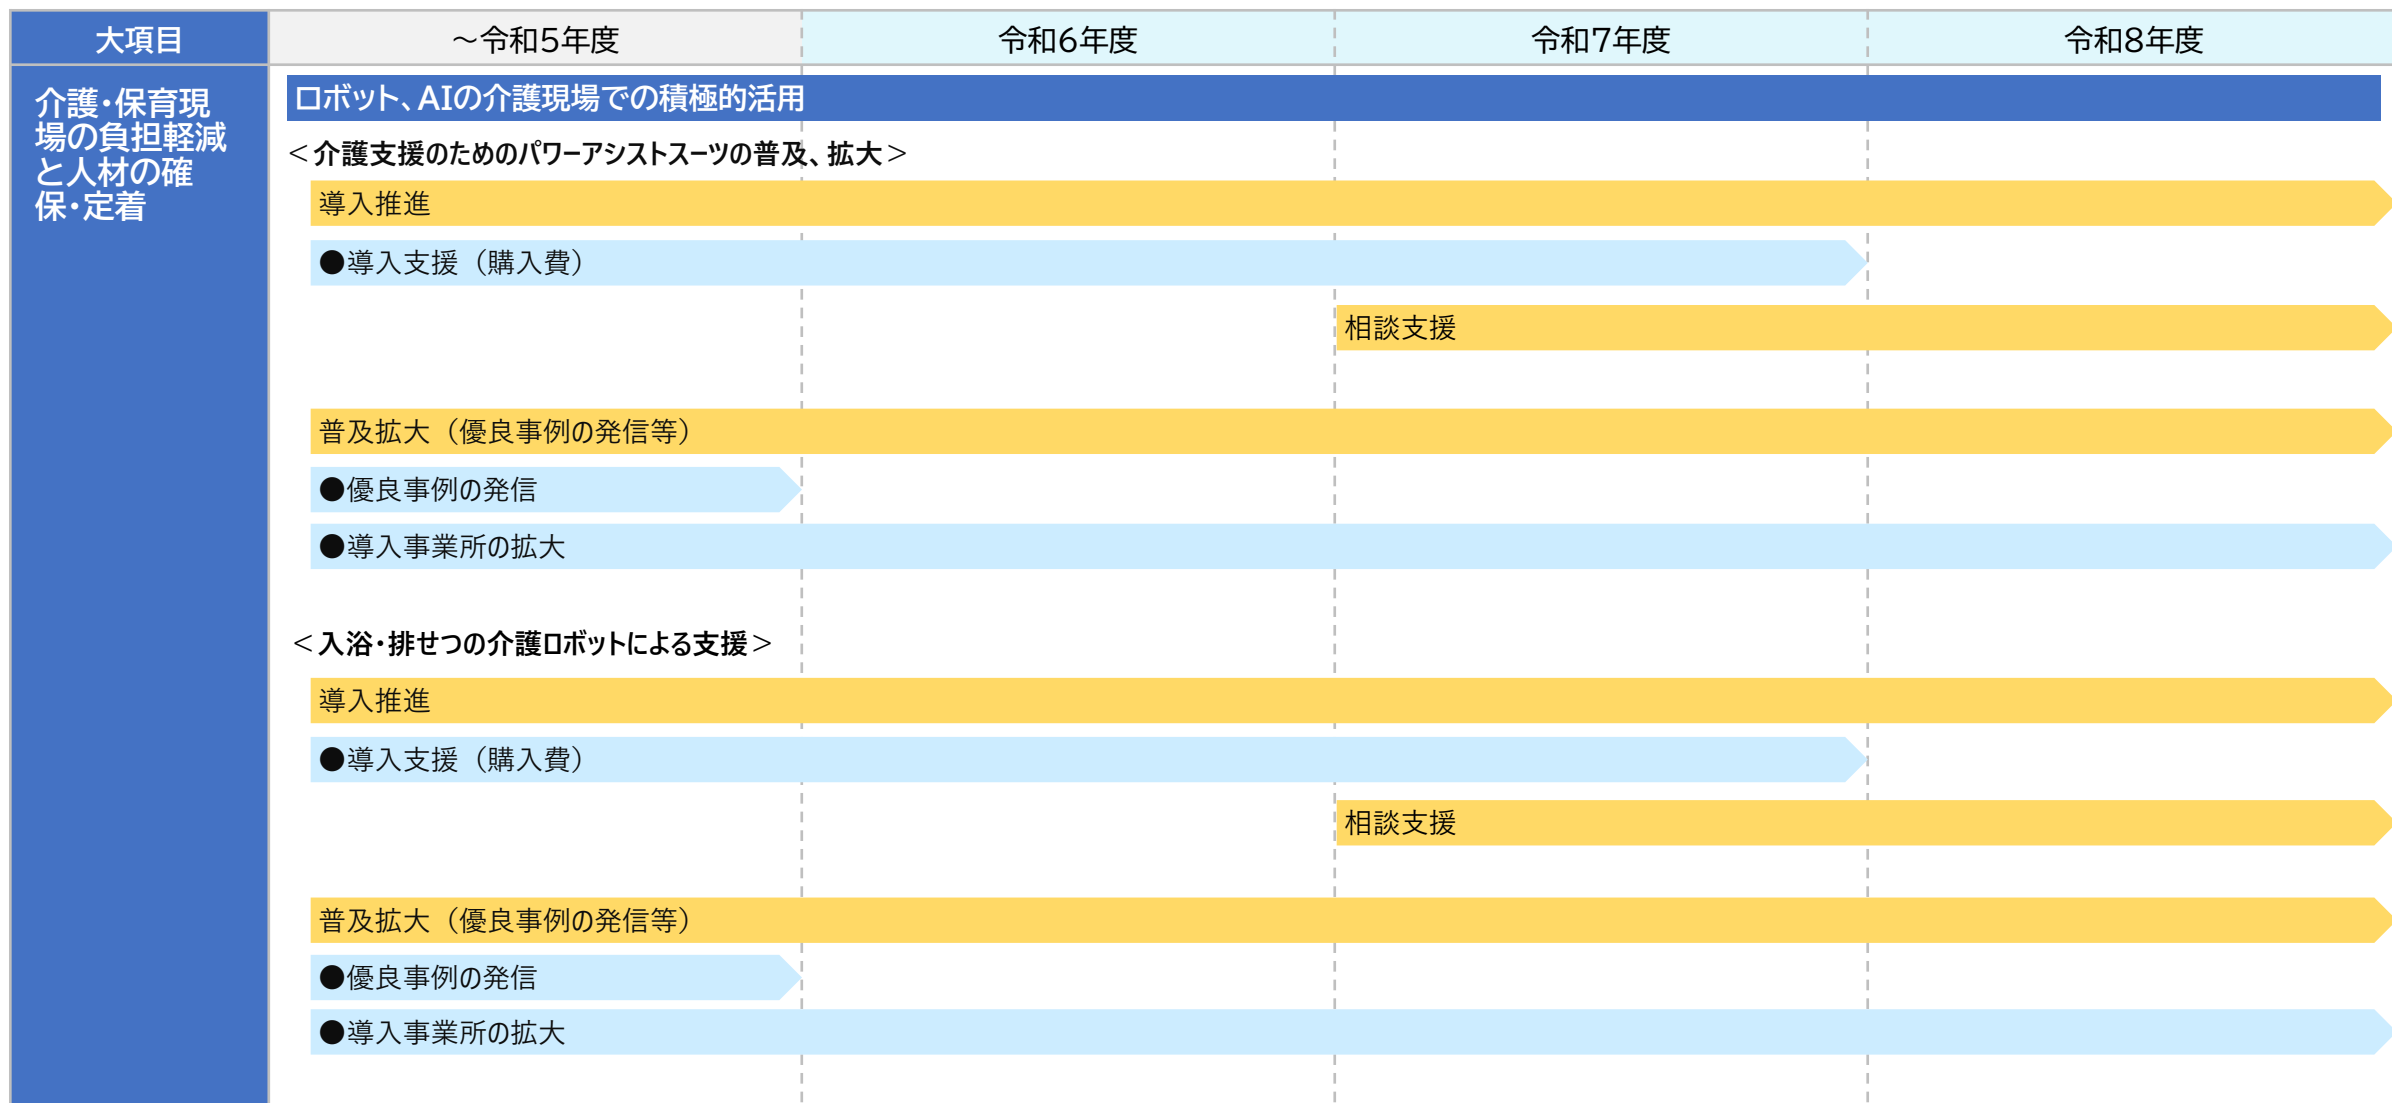 大項目
～令和5年度
令和6年度
令和7年度
令和8年度
介護・保育現
場の負担軽減
と人材の確
保・定着
ロボット、AIの介護現場での積極的活用
＜介護支援のためのパワーアシストスーツの普及、拡大＞
導入推進
●導入支援（購入費）
相談支援
普及拡大（優良事例の発信等）
●優良事例の発信
●導入事業所の拡大
＜入浴・排せつの介護ロボットによる支援＞
導入推進
●導入支援（購入費）
相談支援
普及拡大（優良事例の発信等）
●優良事例の発信
●導入事業所の拡大